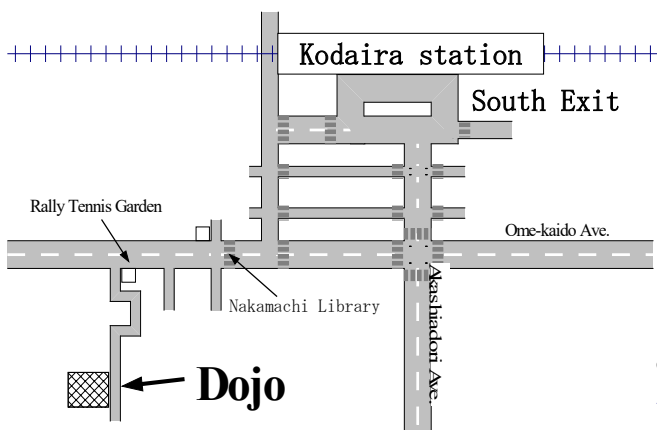 Kodaira station
South Exit
Rally Tennis Garden
Ome-kaido Ave.
Nakamachi Library
Akashiadori Ave.
Dojo